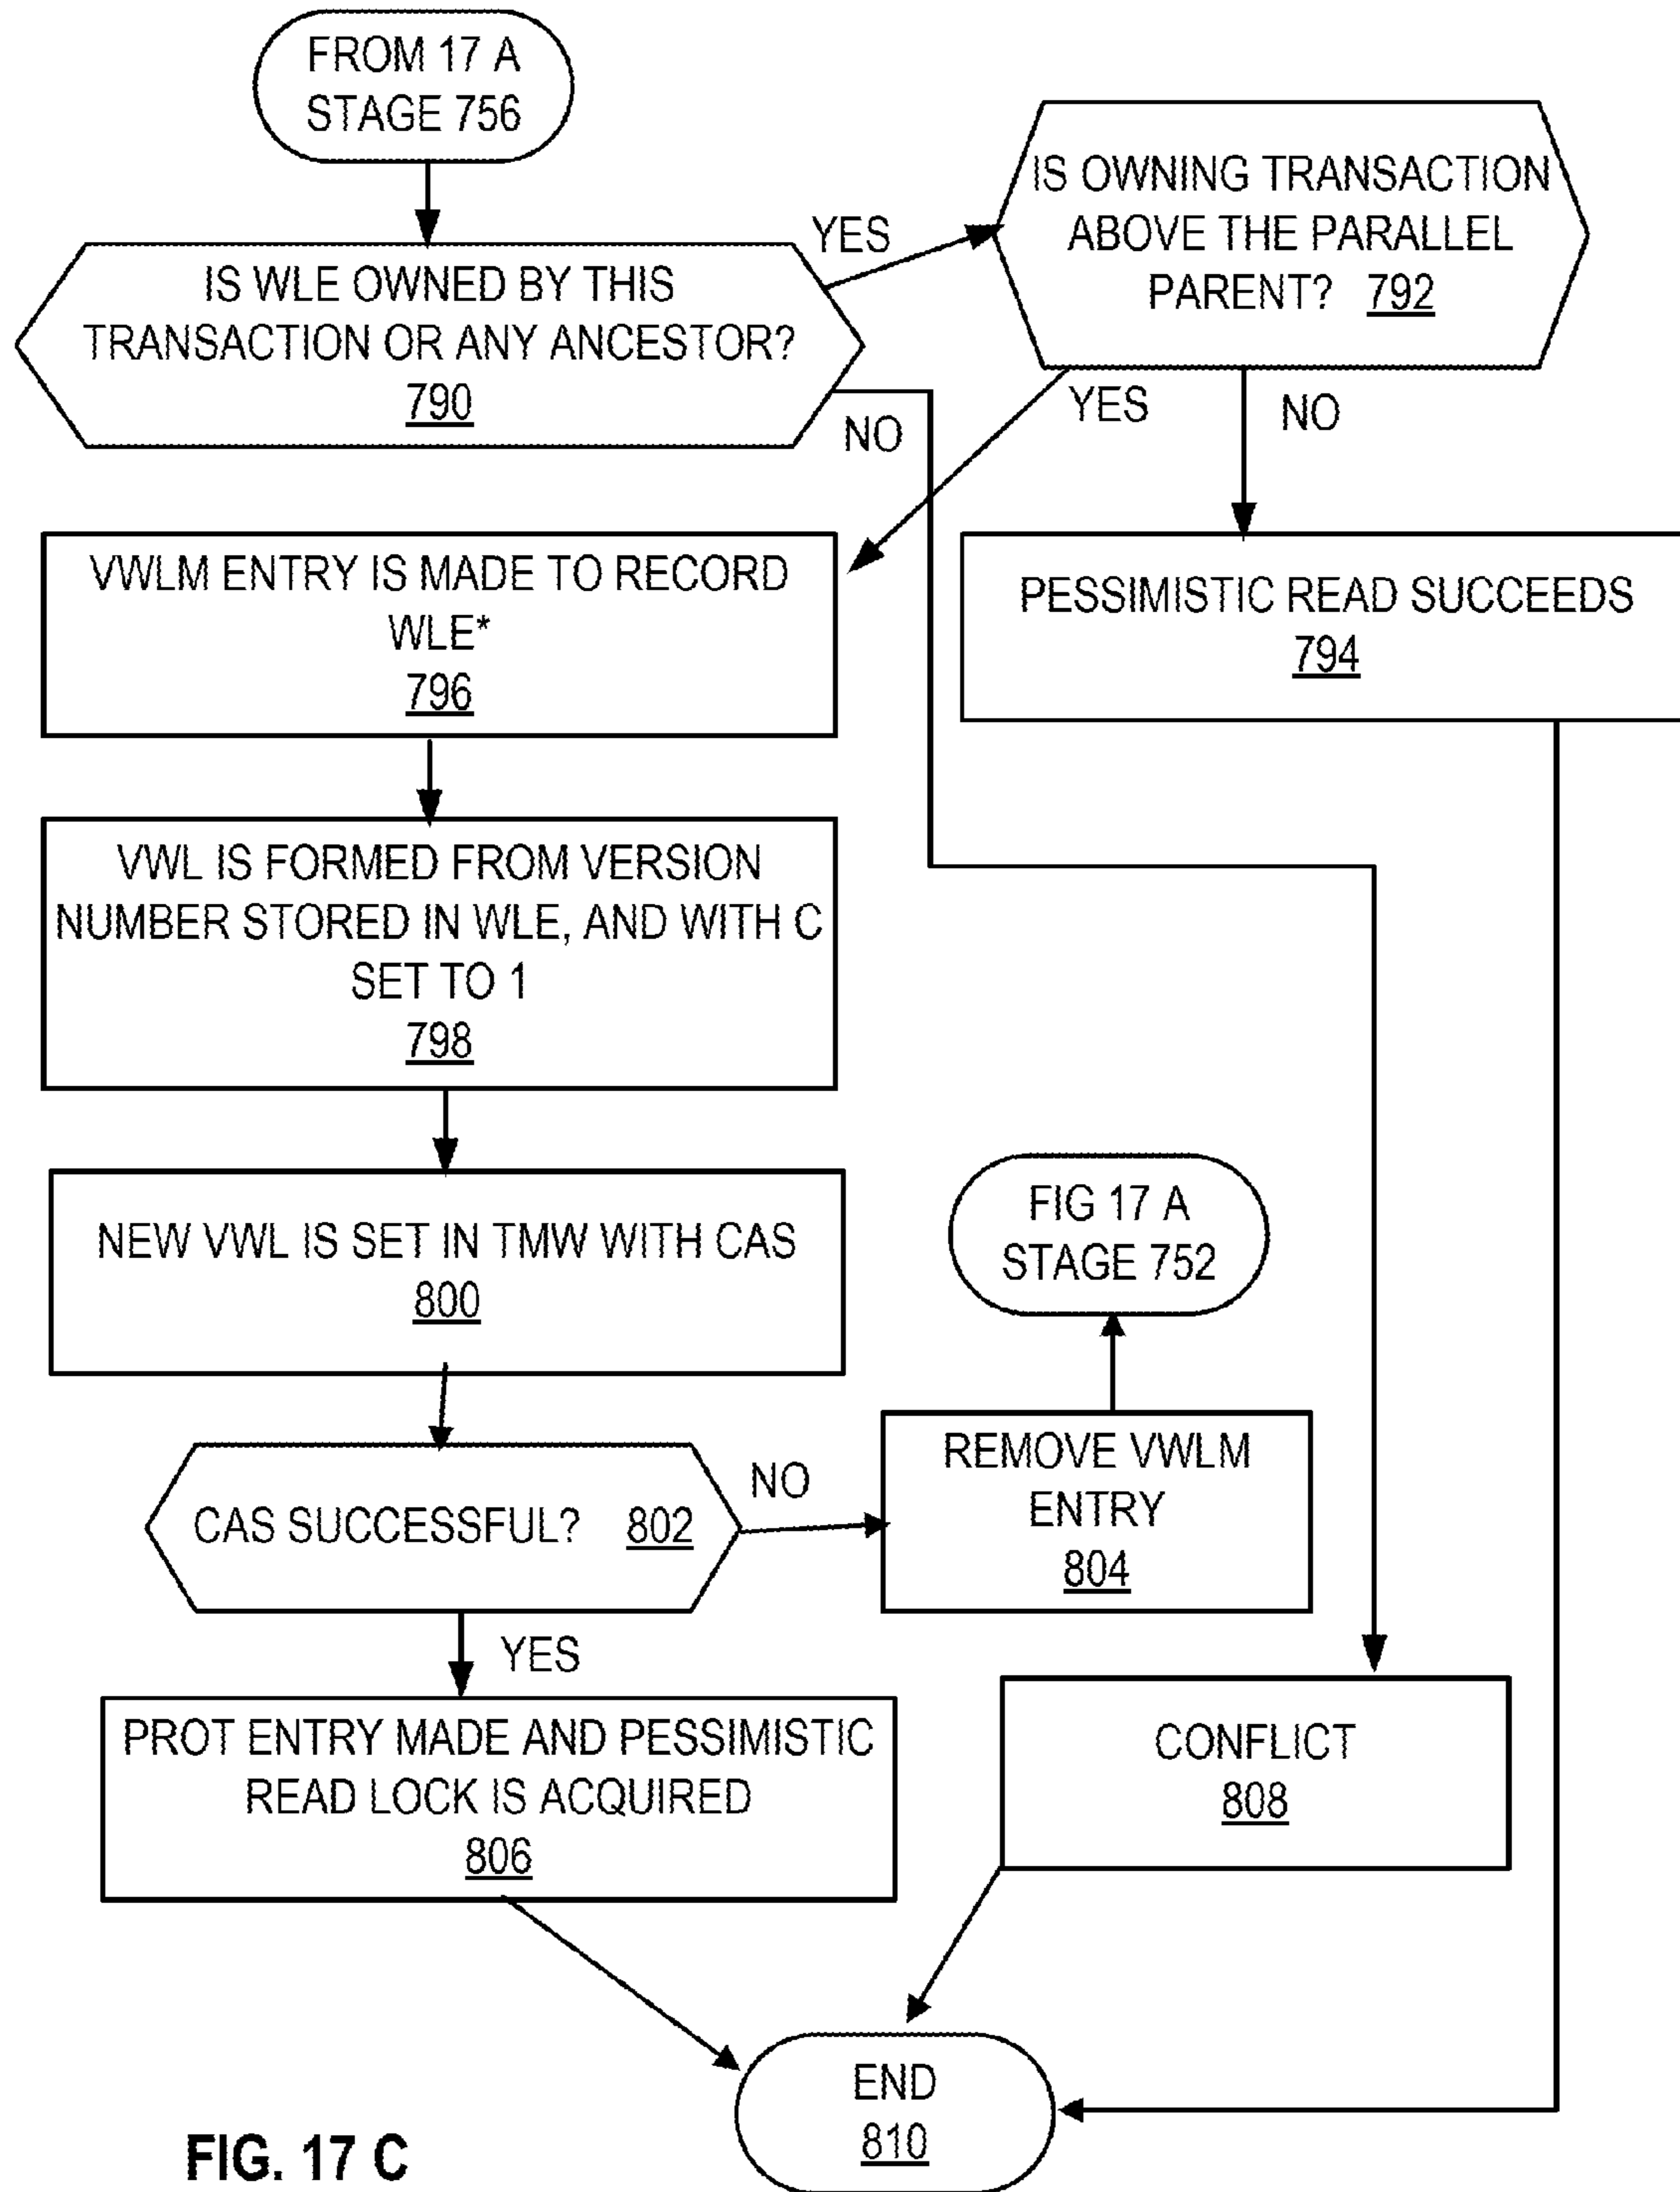 FROM 17 A
STAGE 756
IS WLE OWNED BY THIS
TRANSACTION OR ANY ANCESTOR?
790
YES
NO
IS OWNING TRANSACTION
ABOVE THE PARALLEL
PARENT? 792
YES
NO
VWLM ENTRY IS MADE TO RECORD
WLE*
796
PESSIMISTIC READ SUCCEEDS
794
VWL IS FORMED FROM VERSION
NUMBER STORED IN WLE, AND WITH C
SET TO 1
798
NEW VWL IS SET IN TMW WITH CAS
800
FIG 17 A
STAGE 752
CAS SUCCESSFUL? 802
NO
REMOVE VWLM
ENTRY
804
YES
PROT ENTRY MADE AND PESSIMISTIC
READ LOCK IS ACQUIRED
806
CONFLICT
808
END
810
FIG. 17 C